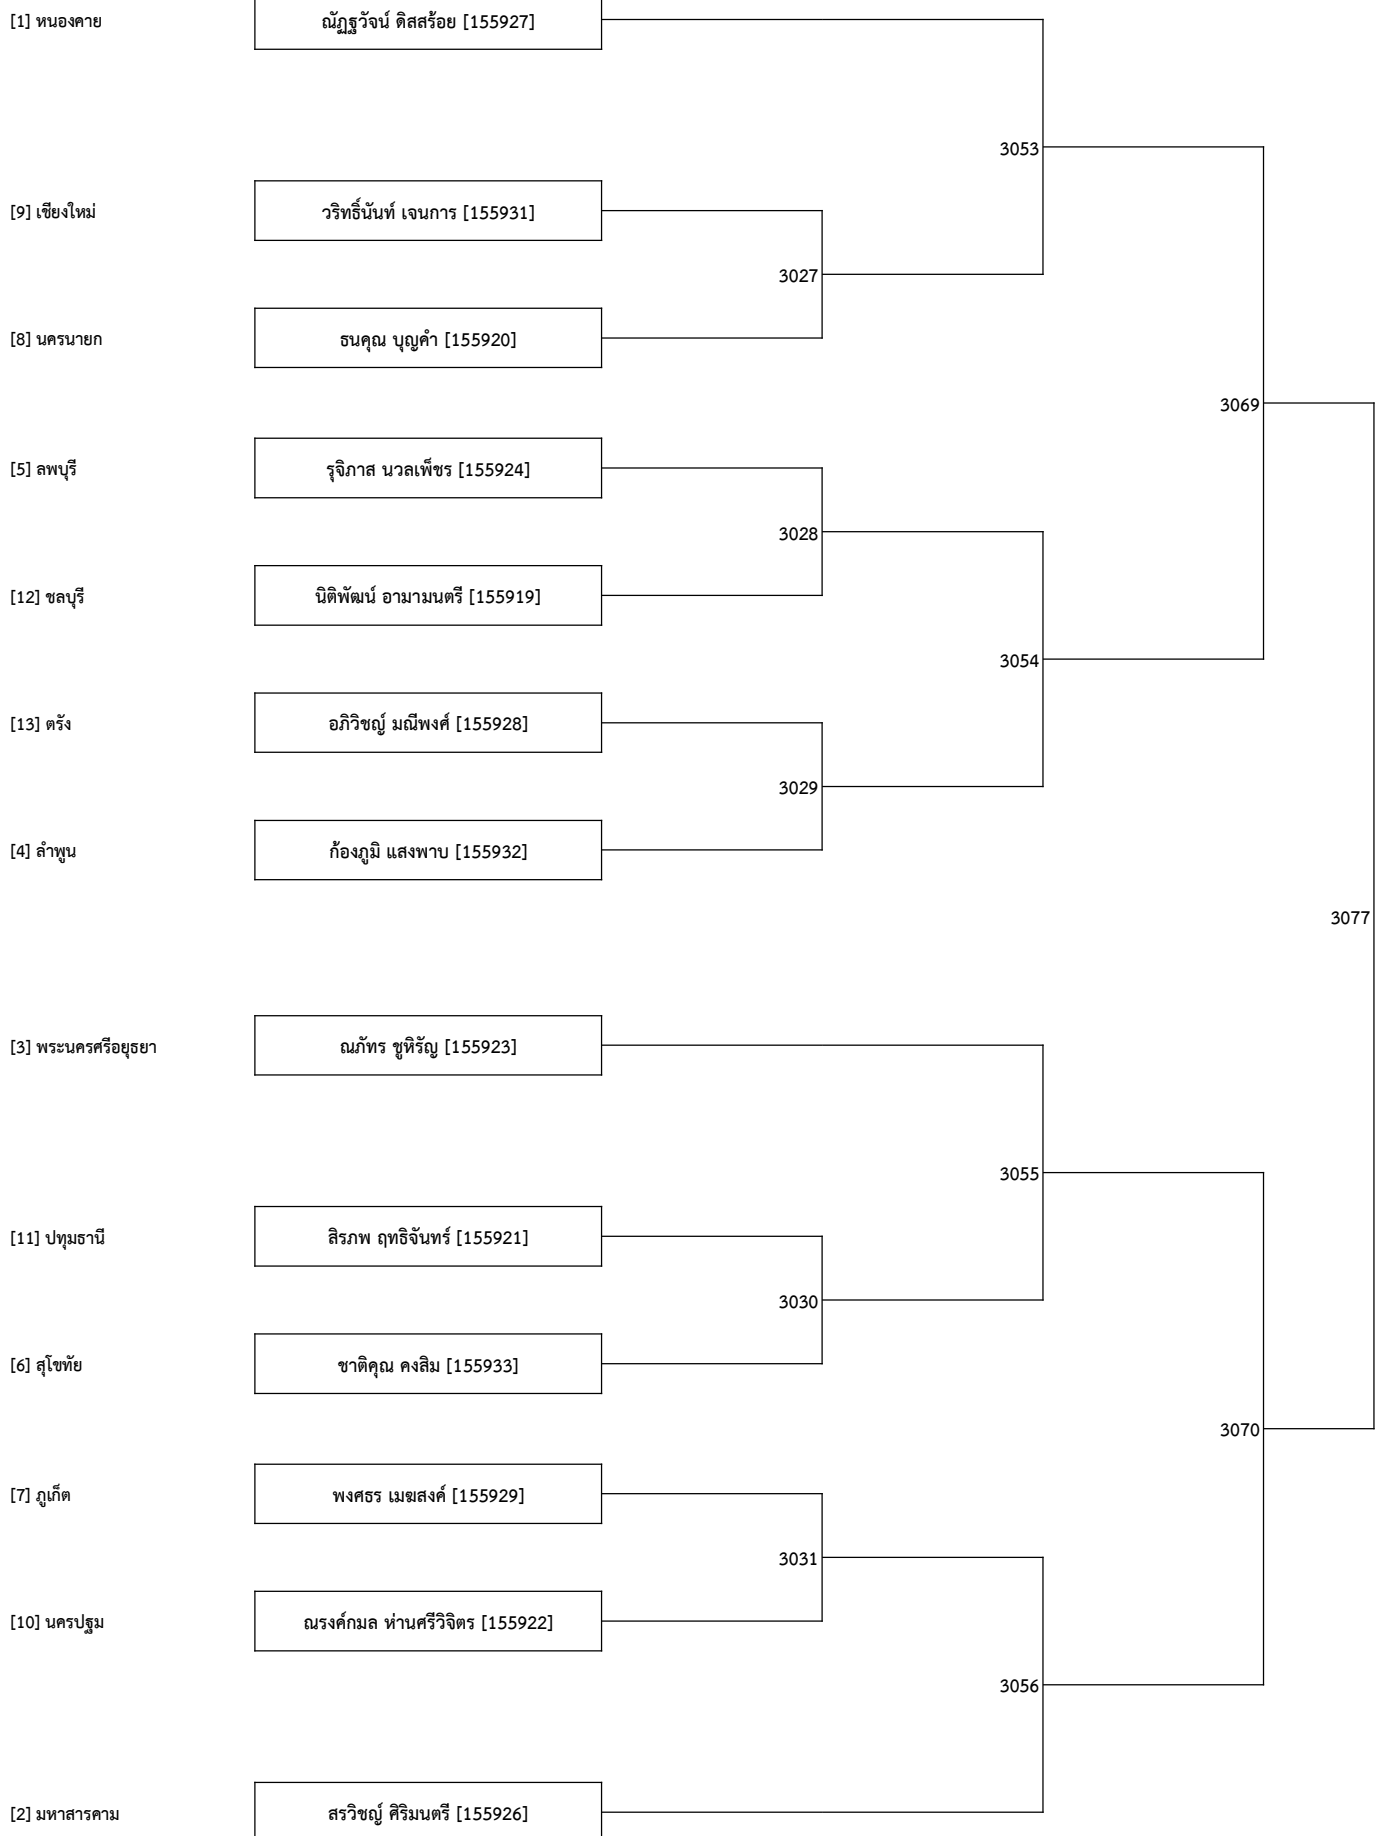 [1] หนองคาย
ณัฏฐวัจน์ ดิสสร้อย [155927]
3053
[9] เชียงใหม่
วริทธิ์นันท์ เจนการ [155931]
3027
[8] นครนายก
ธนคุณ บุญคำ [155920]
3069
[5] ลพบุรี
รุจิภาส นวลเพ็ชร [155924]
3028
[12] ชลบุรี
นิติพัฒน์ อามามนตรี [155919]
3054
[13] ตรัง
อภิวิชญ์ มณีพงศ์ [155928]
3029
[4] ลำพูน
ก้องภูมิ แสงพาบ [155932]
3077
[3] พระนครศรีอยุธยา
ณภัทร ชูหิรัญ [155923]
3055
[11] ปทุมธานี
สิรภพ ฤทธิจันทร์ [155921]
3030
[6] สุโขทัย
ชาติคุณ คงสิม [155933]
3070
[7] ภูเก็ต
พงศธร เมฆสงค์ [155929]
3031
[10] นครปฐม
ณรงค์กมล ห่านศรีวิจิตร [155922]
3056
[2] มหาสารคาม
สรวิชญ์ ศิริมนตรี [155926]